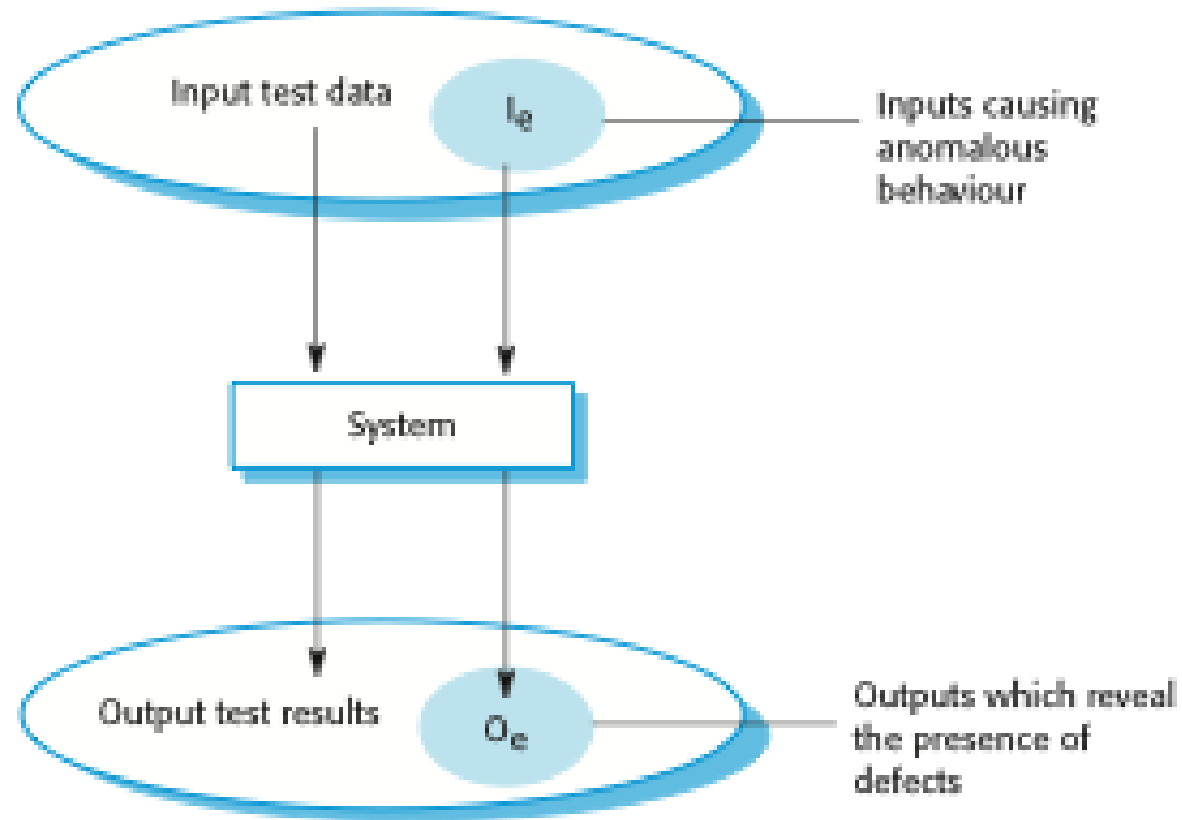 Input test data
Ie
Inputs causing
anomalous
behaviour
System
Output test results
Oe
Outputs which reveal
the presence of
defects